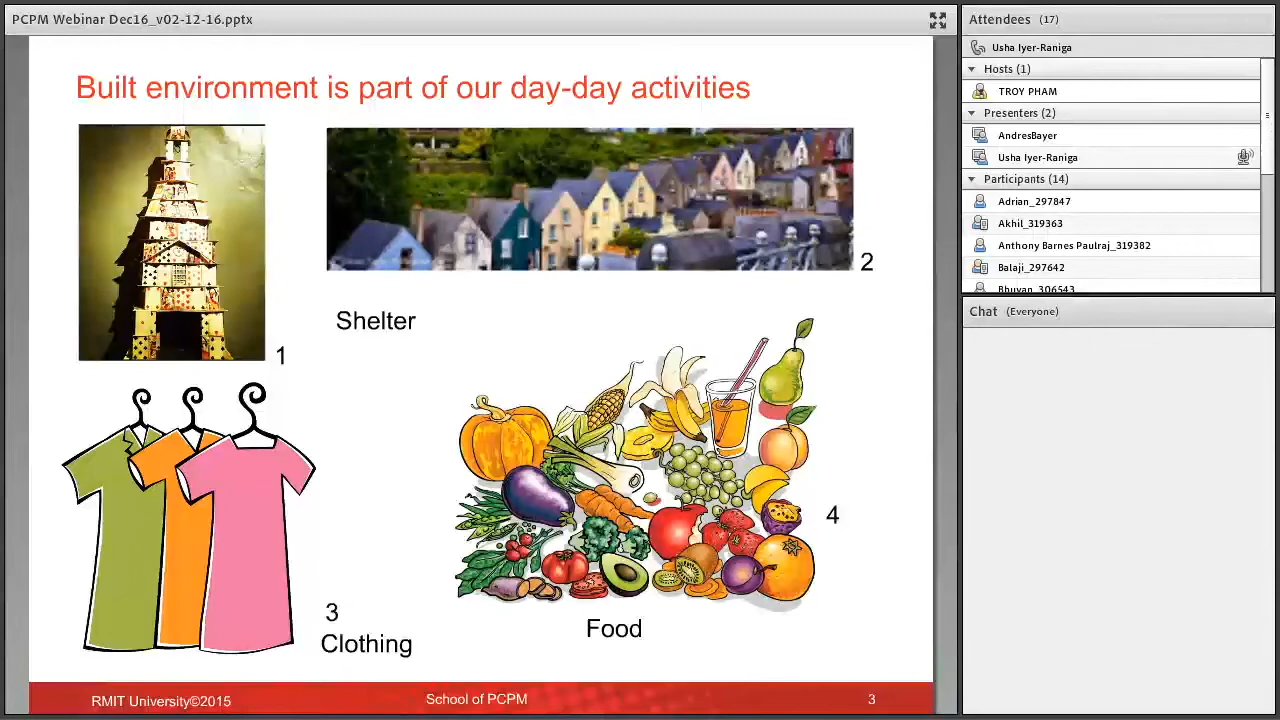 PCPM Webinar Dec16_v02-12-16.pptx
Built environment is part of our day-day activities
1
2
Shelter
3
Clothing
4
Food
RMIT University©2015
School of PCPM
3
Attendees (17)
Usha Iyer-Raniga
Hosts (1)
TROY PHAM
Presenters (2)
AndresBayer
Usha Iyer-Raniga
Participants (14)
Adrian_297847
Akhil_319363
Anthony Barnes Paulraj_319382
Balaji_297642
Bhuvan_306543
Chat (Everyone)